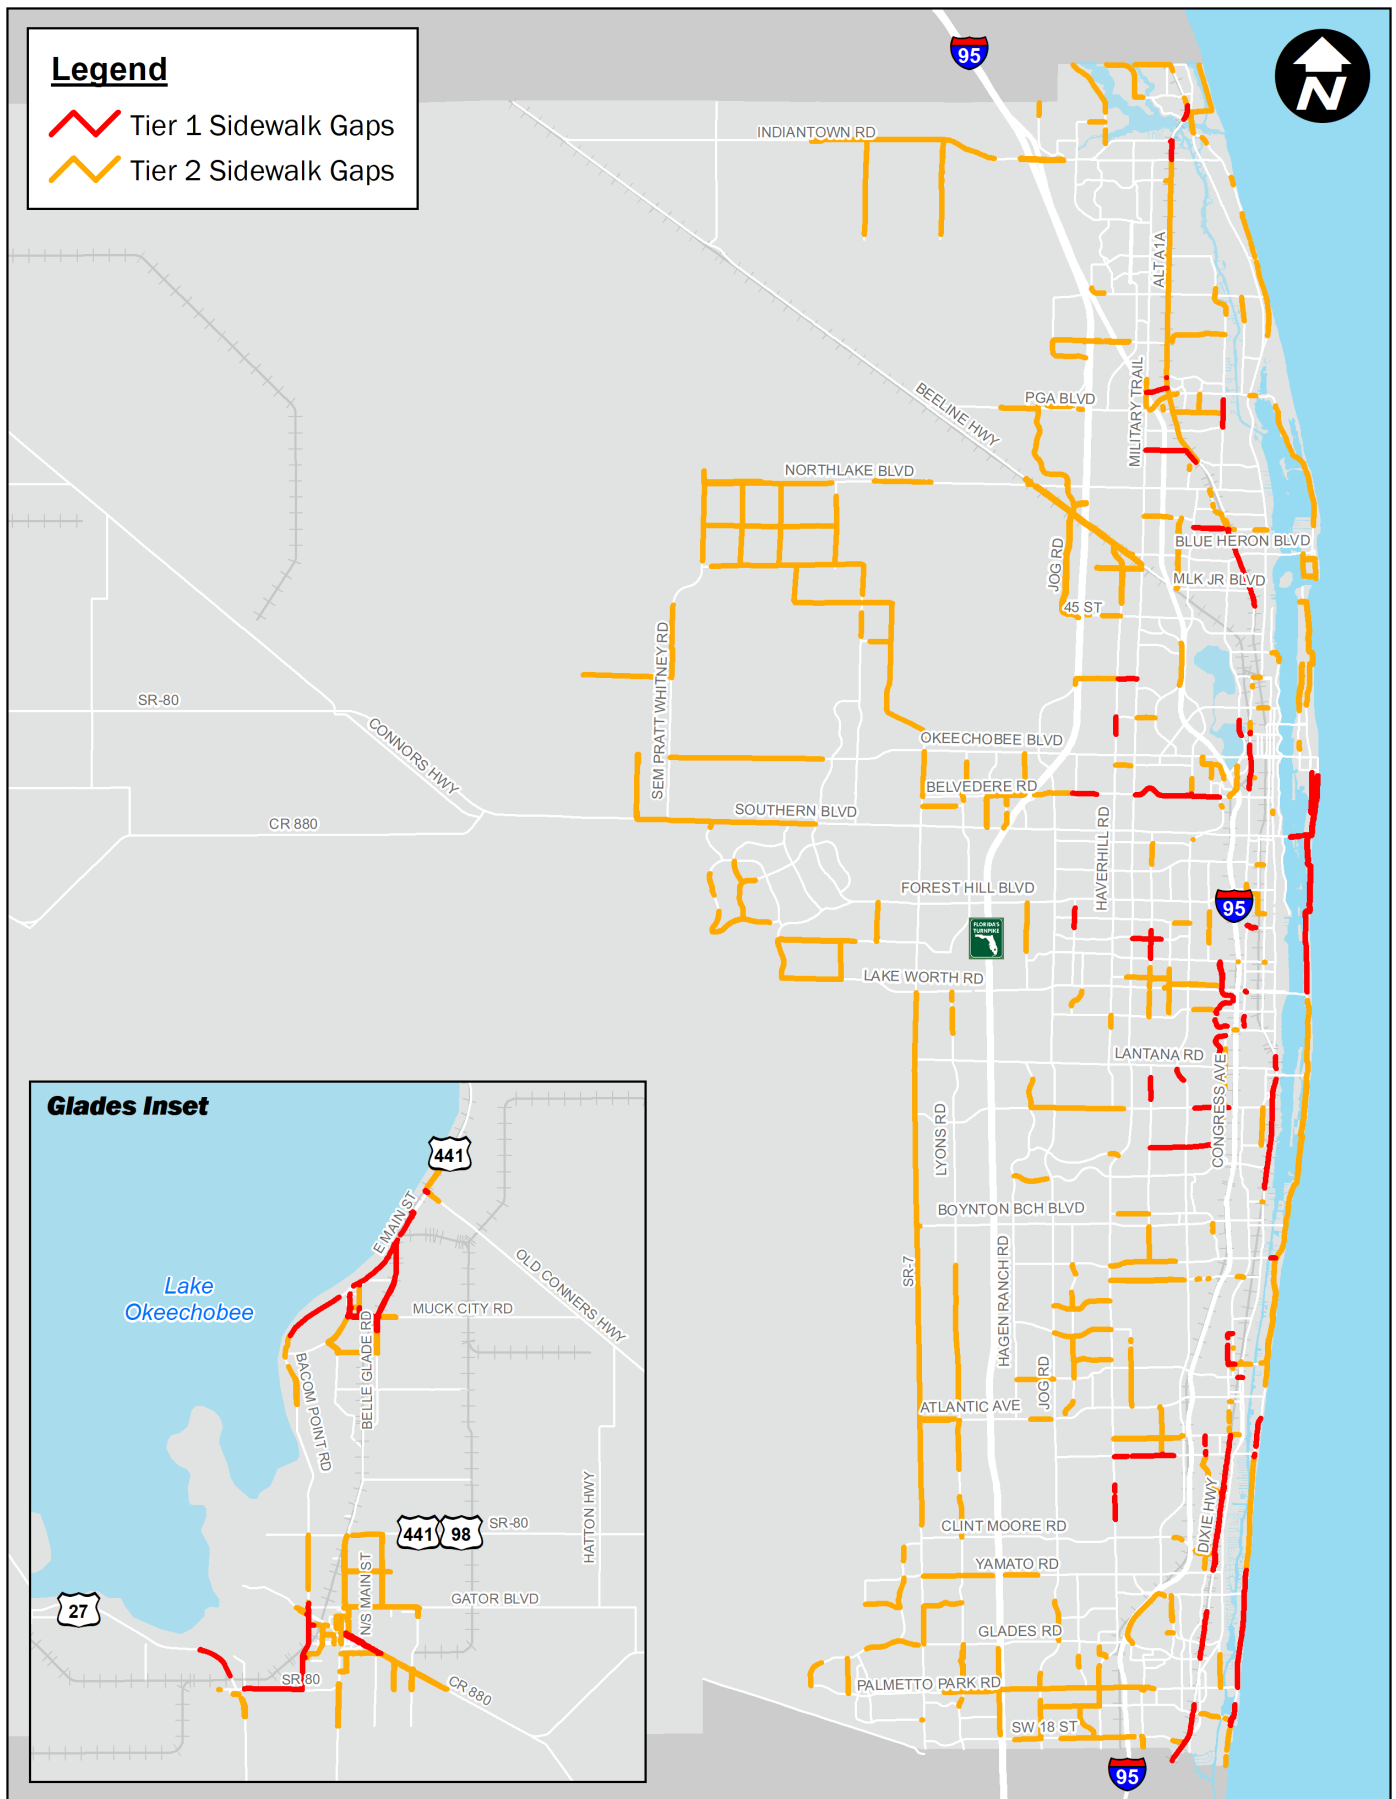 Legend
Tier 1 Sidewalk Gaps
Tier 2 Sidewalk Gaps
95
N
INDIANTOWN RD
ALT A1A
MILITARY TRAIL
PGA BLVD
BEELINE HWY
NORTHLAKE BLVD
BLUE HERON BLVD
JOG RD
MLK JR BLVD
45 ST
SEM PRATT WHITNEY RD
SR-80
CONNORS HWY
OKEECHOBEE BLVD
BELVEDERE RD
SOUTHERN BLVD
CR 880
HAVERHILL RD
FOREST HILL BLVD
95
FLORIDA'S
TURNPIKE
LAKE WORTH RD
LANTANA RD
CONGRESS AVE
LYONS RD
BOYNTON BCH BLVD
SR-7
HAGEN RANCH RD
JOG RD
ATLANTIC AVE
DIXIE HWY
CLINT MOORE RD
YAMATO RD
GLADES RD
PALMETTO PARK RD
SW 18 ST
95
Glades Inset
441
E MAIN ST
OLD CONNERS HWY
Lake
Okeechobee
MUCK CITY RD
BELLE GLADE RD
BACOM POINT RD
HATTON HWY
441
98
SR-80
N/S MAIN ST
GATOR BLVD
27
SR-80
CR 880